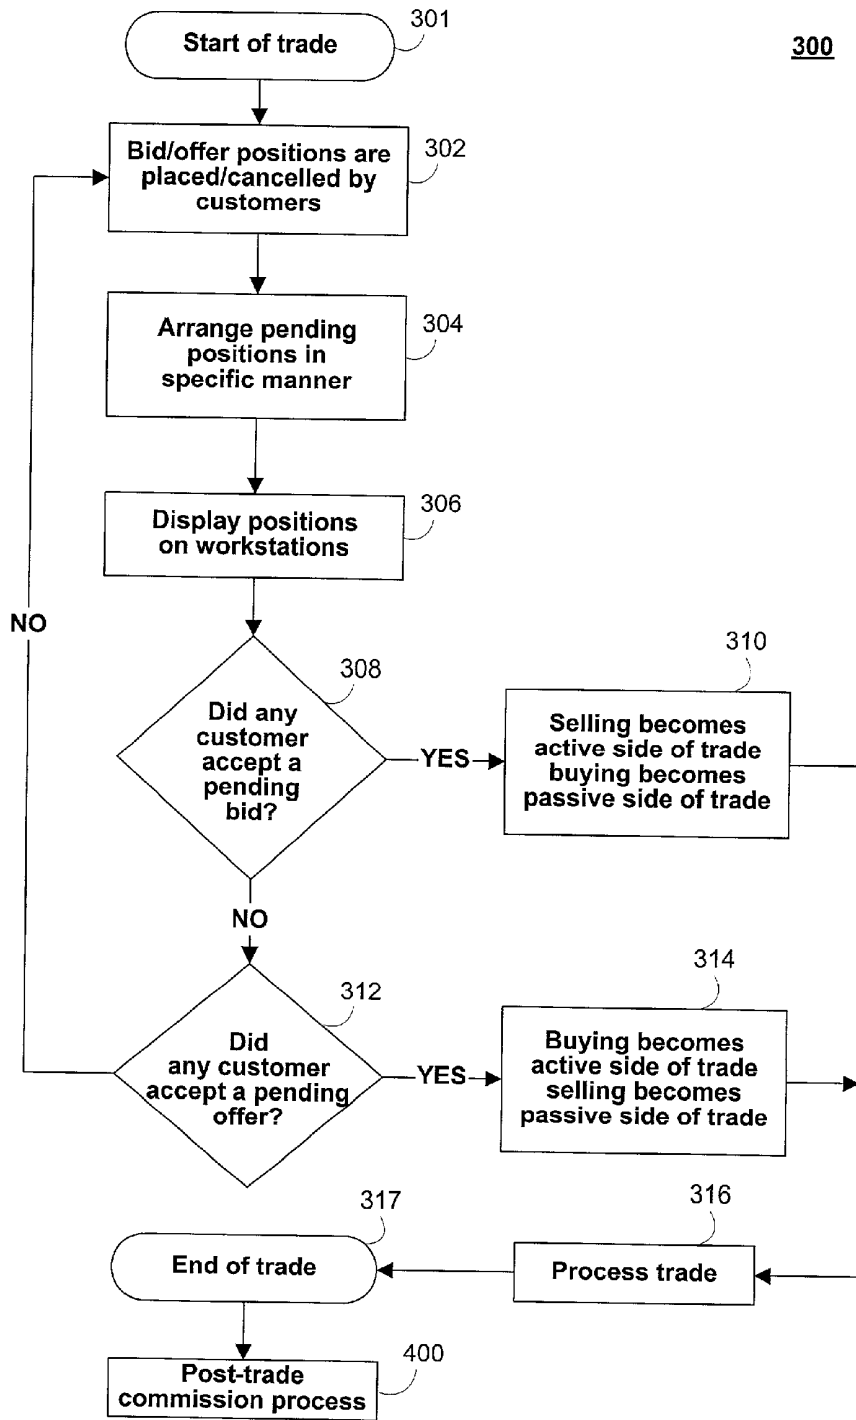 301
Start of trade
300
Bid/offer positions are
placed/cancelled by
customers
302
Arrange pending
positions in
specific manner
304
Display positions
on workstations
306
NO
308
Did any
customer
accept a
pending
bid?
YES
310
Selling becomes
active side of trade
buying becomes
passive side of trade
NO
312
Did
any customer
accept a pending
offer?
YES
314
Buying becomes
active side of trade
selling becomes
passive side of trade
317
End of trade
316
Process trade
400
Post-trade
commission process